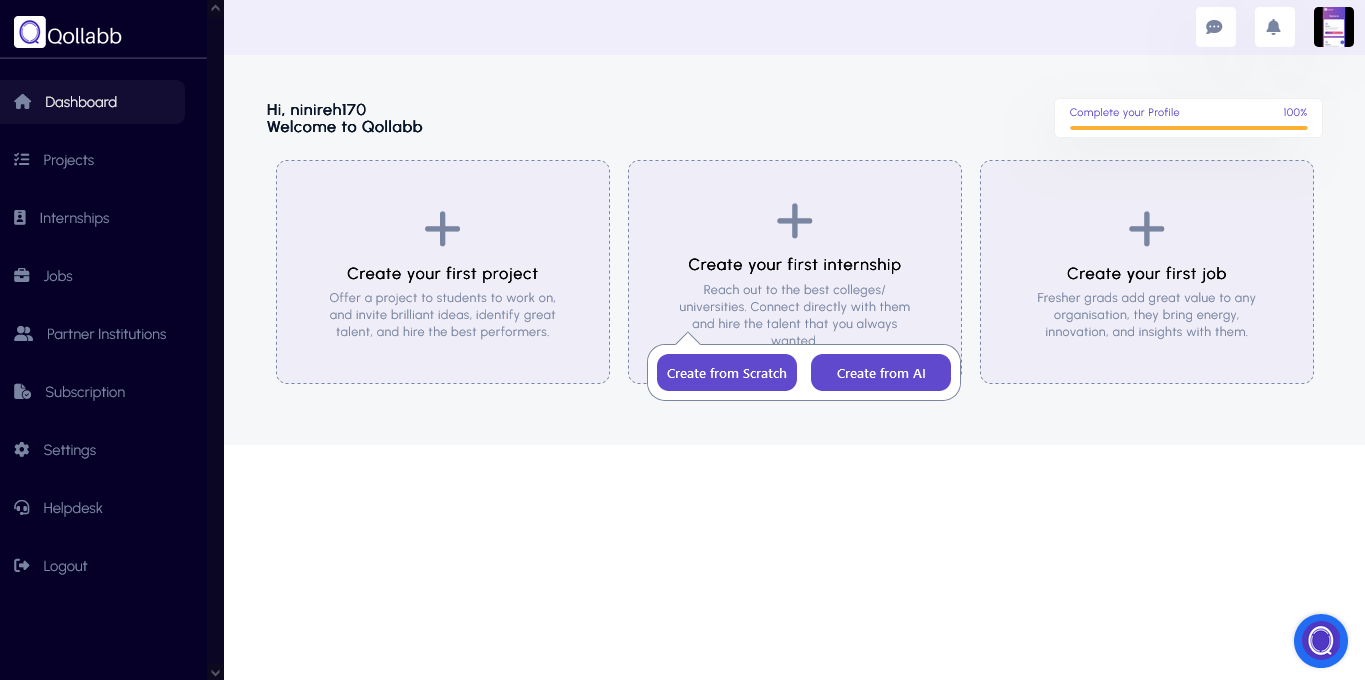 Qollabb
Dashboard
Projects
Internships
Jobs
Partner Institutions
Subscription
Settings
Helpdesk
Logout
Hi, ninireh170
Welcome to Qollabb
Complete your Profile 100%
Create your first project
Offer a project to students to work on,
and invite brilliant ideas, identify great
talent, and hire the best performers.
Create your first internship
Reach out to the best colleges/
universities. Connect directly with them
and hire the talent that you always
wanted
Create from Scratch
Create from AI
Create your first job
Fresher grads add great value to any
organisation, they bring energy,
innovation, and insights with them.